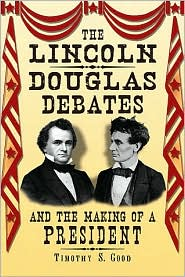 THE
LINCOLN
DOUGLAS
DEBATES
AND THE MAKING OF A
PRESIDENT
TIMOTHY S. GOOD